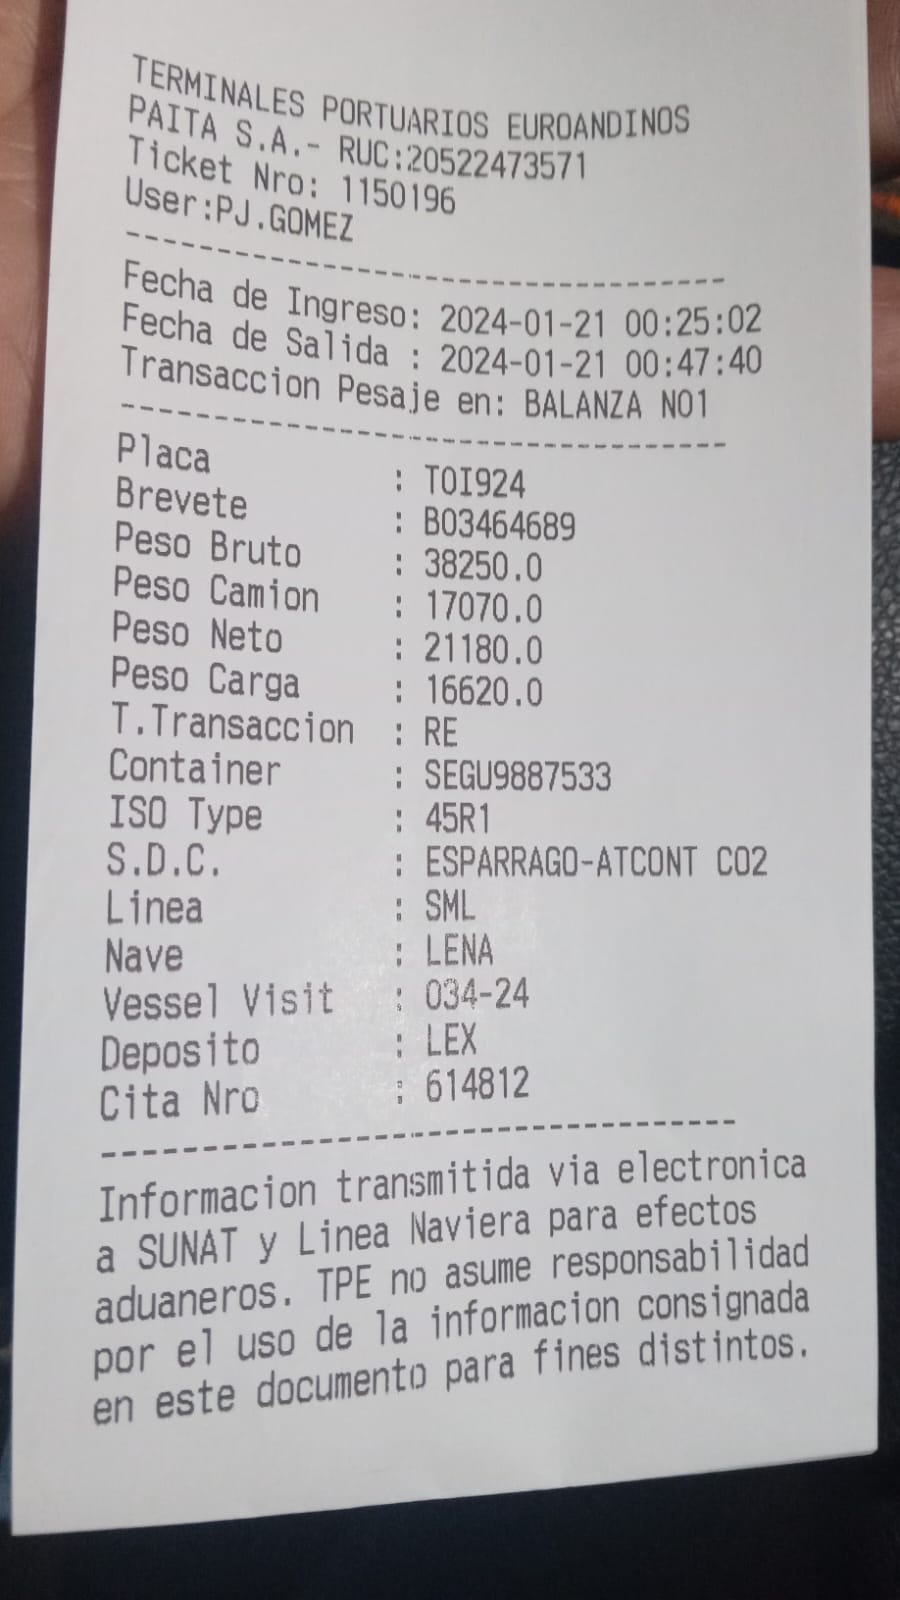 TERMINALES PORTUARIOS EUROANDINOS
PAITA S.A.- RUC:20522473571
Ticket Nro: 1150196
User:PJ.GOMEZ
Fecha de Ingreso: 2024-01-21 00:25:02
Fecha de Salida : 2024-01-21 00:47:40
Transaccion Pesaje en: BALANZA NO1
Placa : TOI924
Brevete : B03464689
Peso Bruto : 38250.0
Peso Camion : 17070.0
Peso Neto : 21180.0
Peso Carga : 16620.0
T.Transaccion : RE
Container : SEGU9887533
ISO Type : 45R1
S.D.C. : ESPARRAGO-ATCONT CO2
Linea : SML
Nave : LENA
Vessel Visit : 034-24
Deposito : LEX
Cita Nro : 614812
Informacion transmitida via electronica
a SUNAT y Linea Naviera para efectos
aduaneros. TPE no asume responsabilidad
por el uso de la informacion consignada
en este documento para fines distintos.